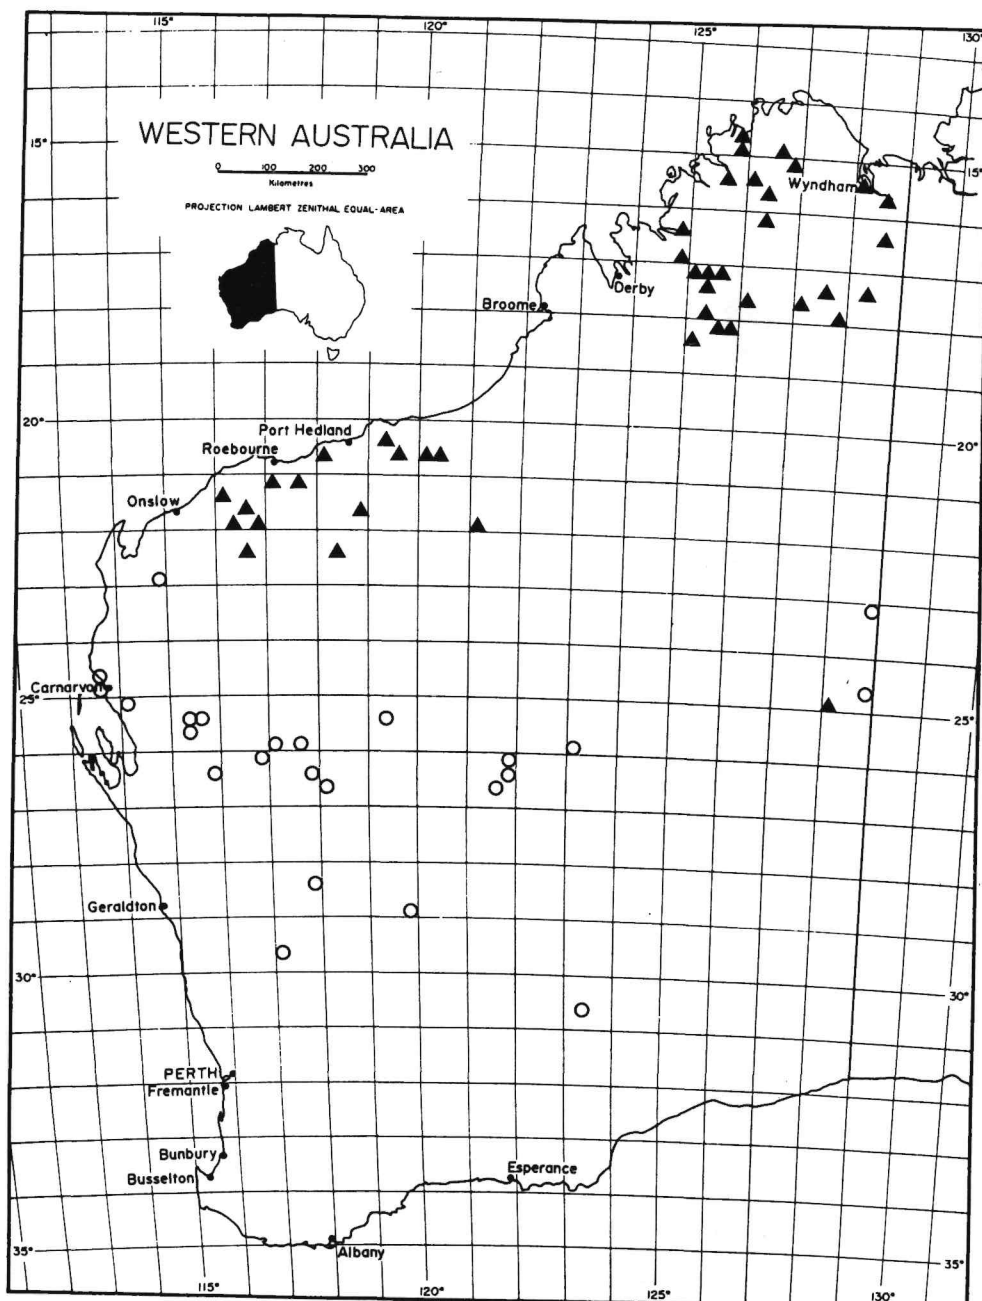 115°
120°
125°
130°
WESTERN AUSTRALIA
0 100 200 300
Kilometres
PROJECTION LAMBERT ZENITHAL EQUAL-AREA
15°
15°
Wyndham
Derby
Broome
20°
20°
Port Hedland
Roebourne
Onslow
Carnarvon
25°
25°
Geraldton
30°
30°
PERTH
Fremantle
Bunbury
Busselton
Esperance
Albany
35°
35°
115°
120°
125°
130°